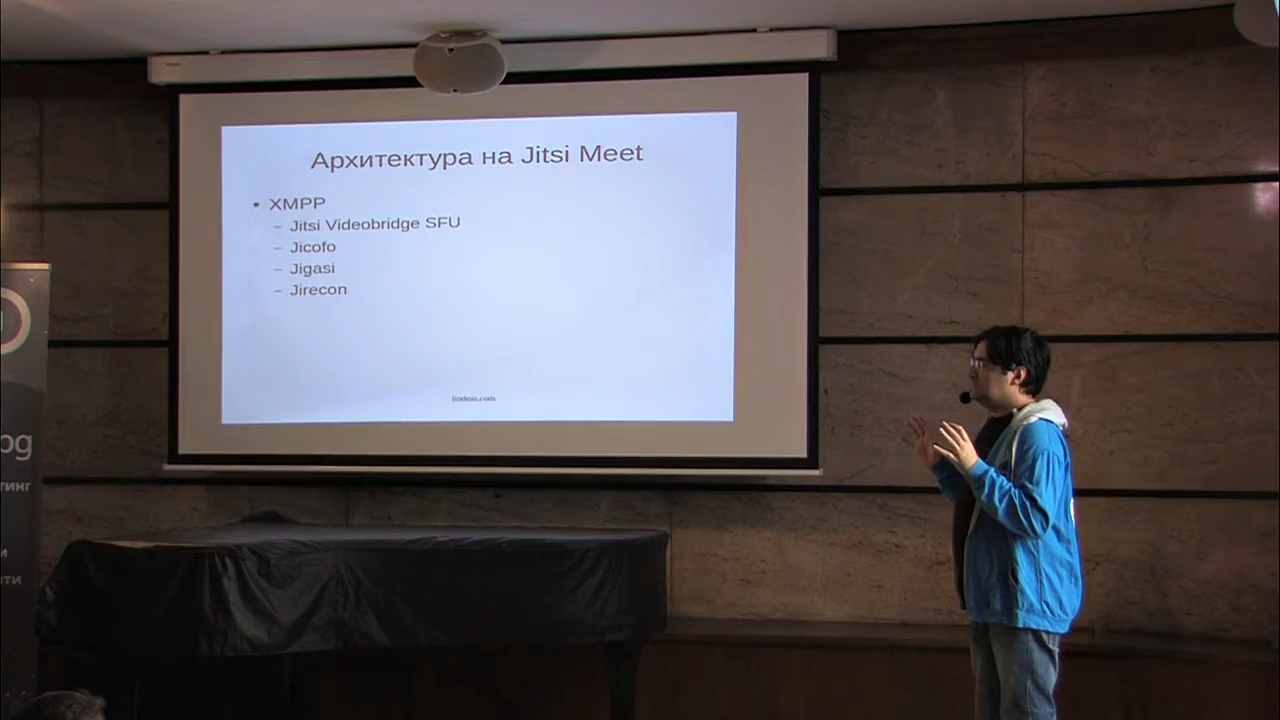 Архитектура на Jitsi Meet
• XMPP
– Jitsi Videobridge SFU
– Jicofo
– Jigasi
– Jirecon
lindeas.com